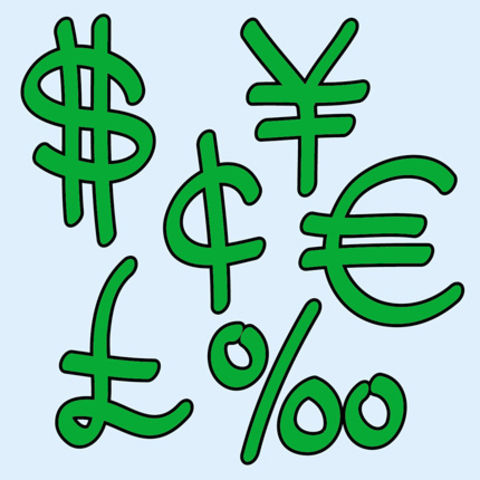 $ ¥
¢ €
£ ‰